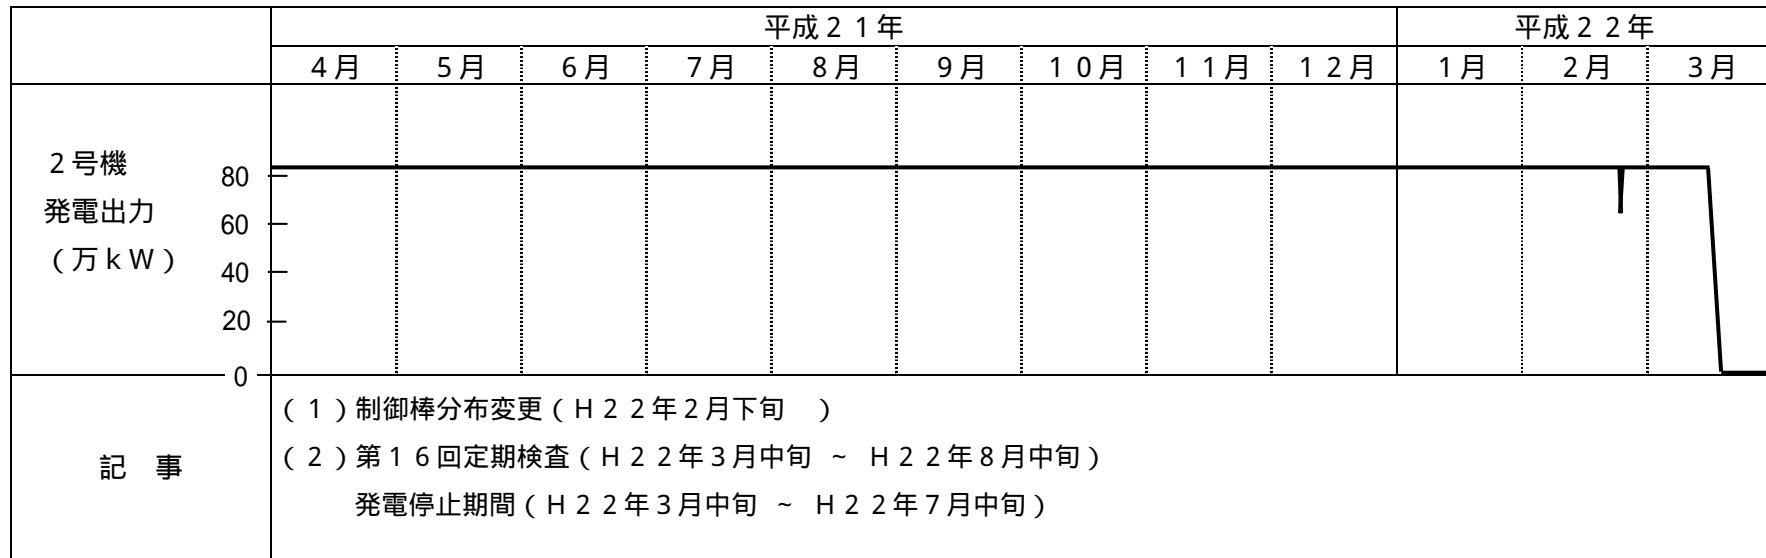 平成２１年 平成２２年
４月 ５月 ６月 ７月 ８月 ９月 １０月 １１月 １２月 １月 ２月 ３月
２号機
発電出力
（万ｋＷ）
80
60
40
20
0
記　事
（１）制御棒分布変更（Ｈ２２年２月下旬　）
（２）第１６回定期検査（Ｈ２２年３月中旬 ～ Ｈ２２年８月中旬）
発電停止期間（Ｈ２２年３月中旬 ～ Ｈ２２年７月中旬）